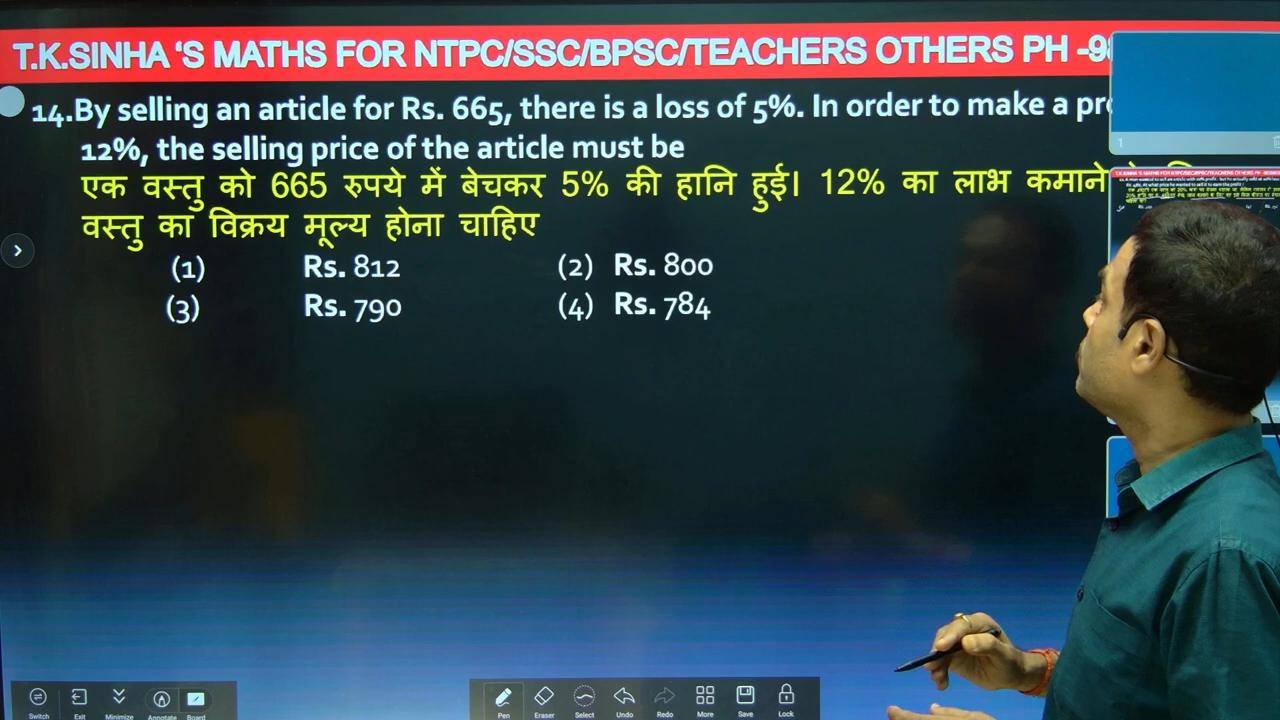 T.K.SINHA ‘S MATHS FOR NTPC/SSC/BPSC/TEACHERS OTHERS PH
14.By selling an article for Rs. 665, there is a loss of 5%. In order to make a
12%, the selling price of the article must be
एक वस्तु को 665 रुपये में बेचकर 5% की हानि हुई। 12% का लाभ कमाने
वस्तु का विक्रय मूल्य होना चाहिए
(1) Rs. 812 (2) Rs. 800
(3) Rs. 790 (4) Rs. 784
1
Switch Exit Minimize Annotate Board Pen Eraser Select Undo Redo More Save Lock